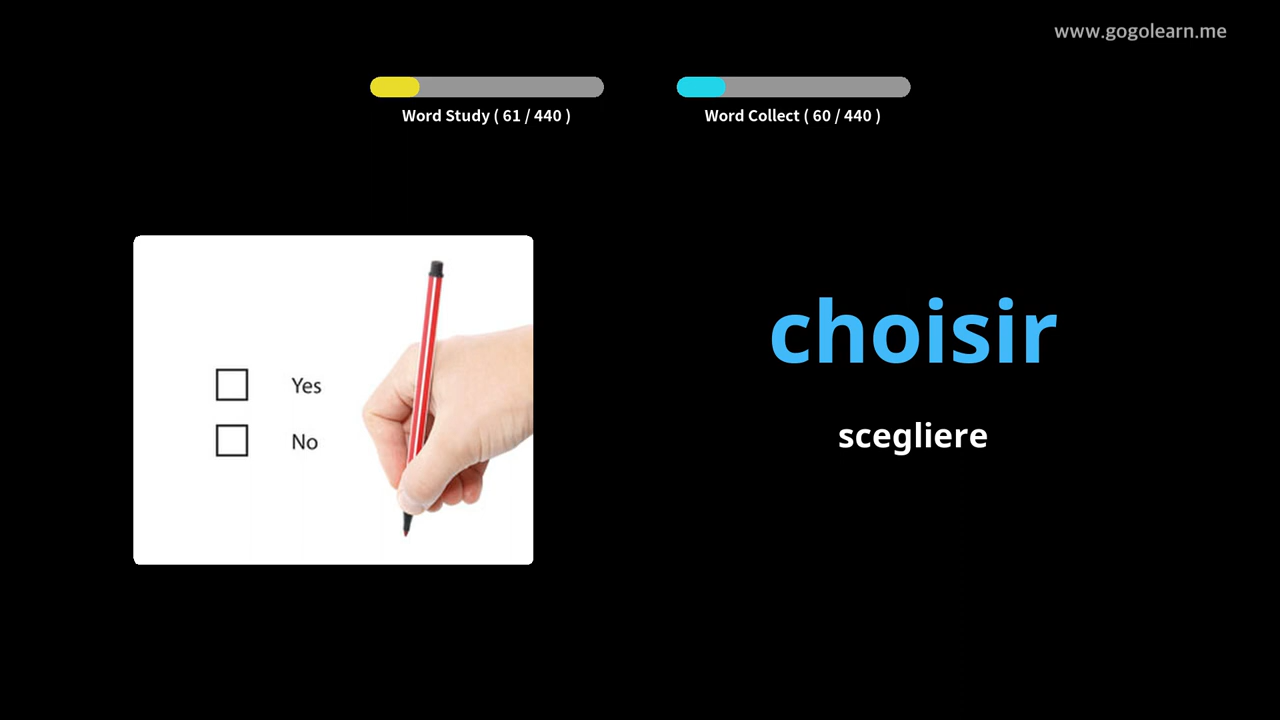 www.gogolearn.me
Word Study ( 61 / 440 )
Word Collect ( 60 / 440 )
Yes
No
choisir
scegliere